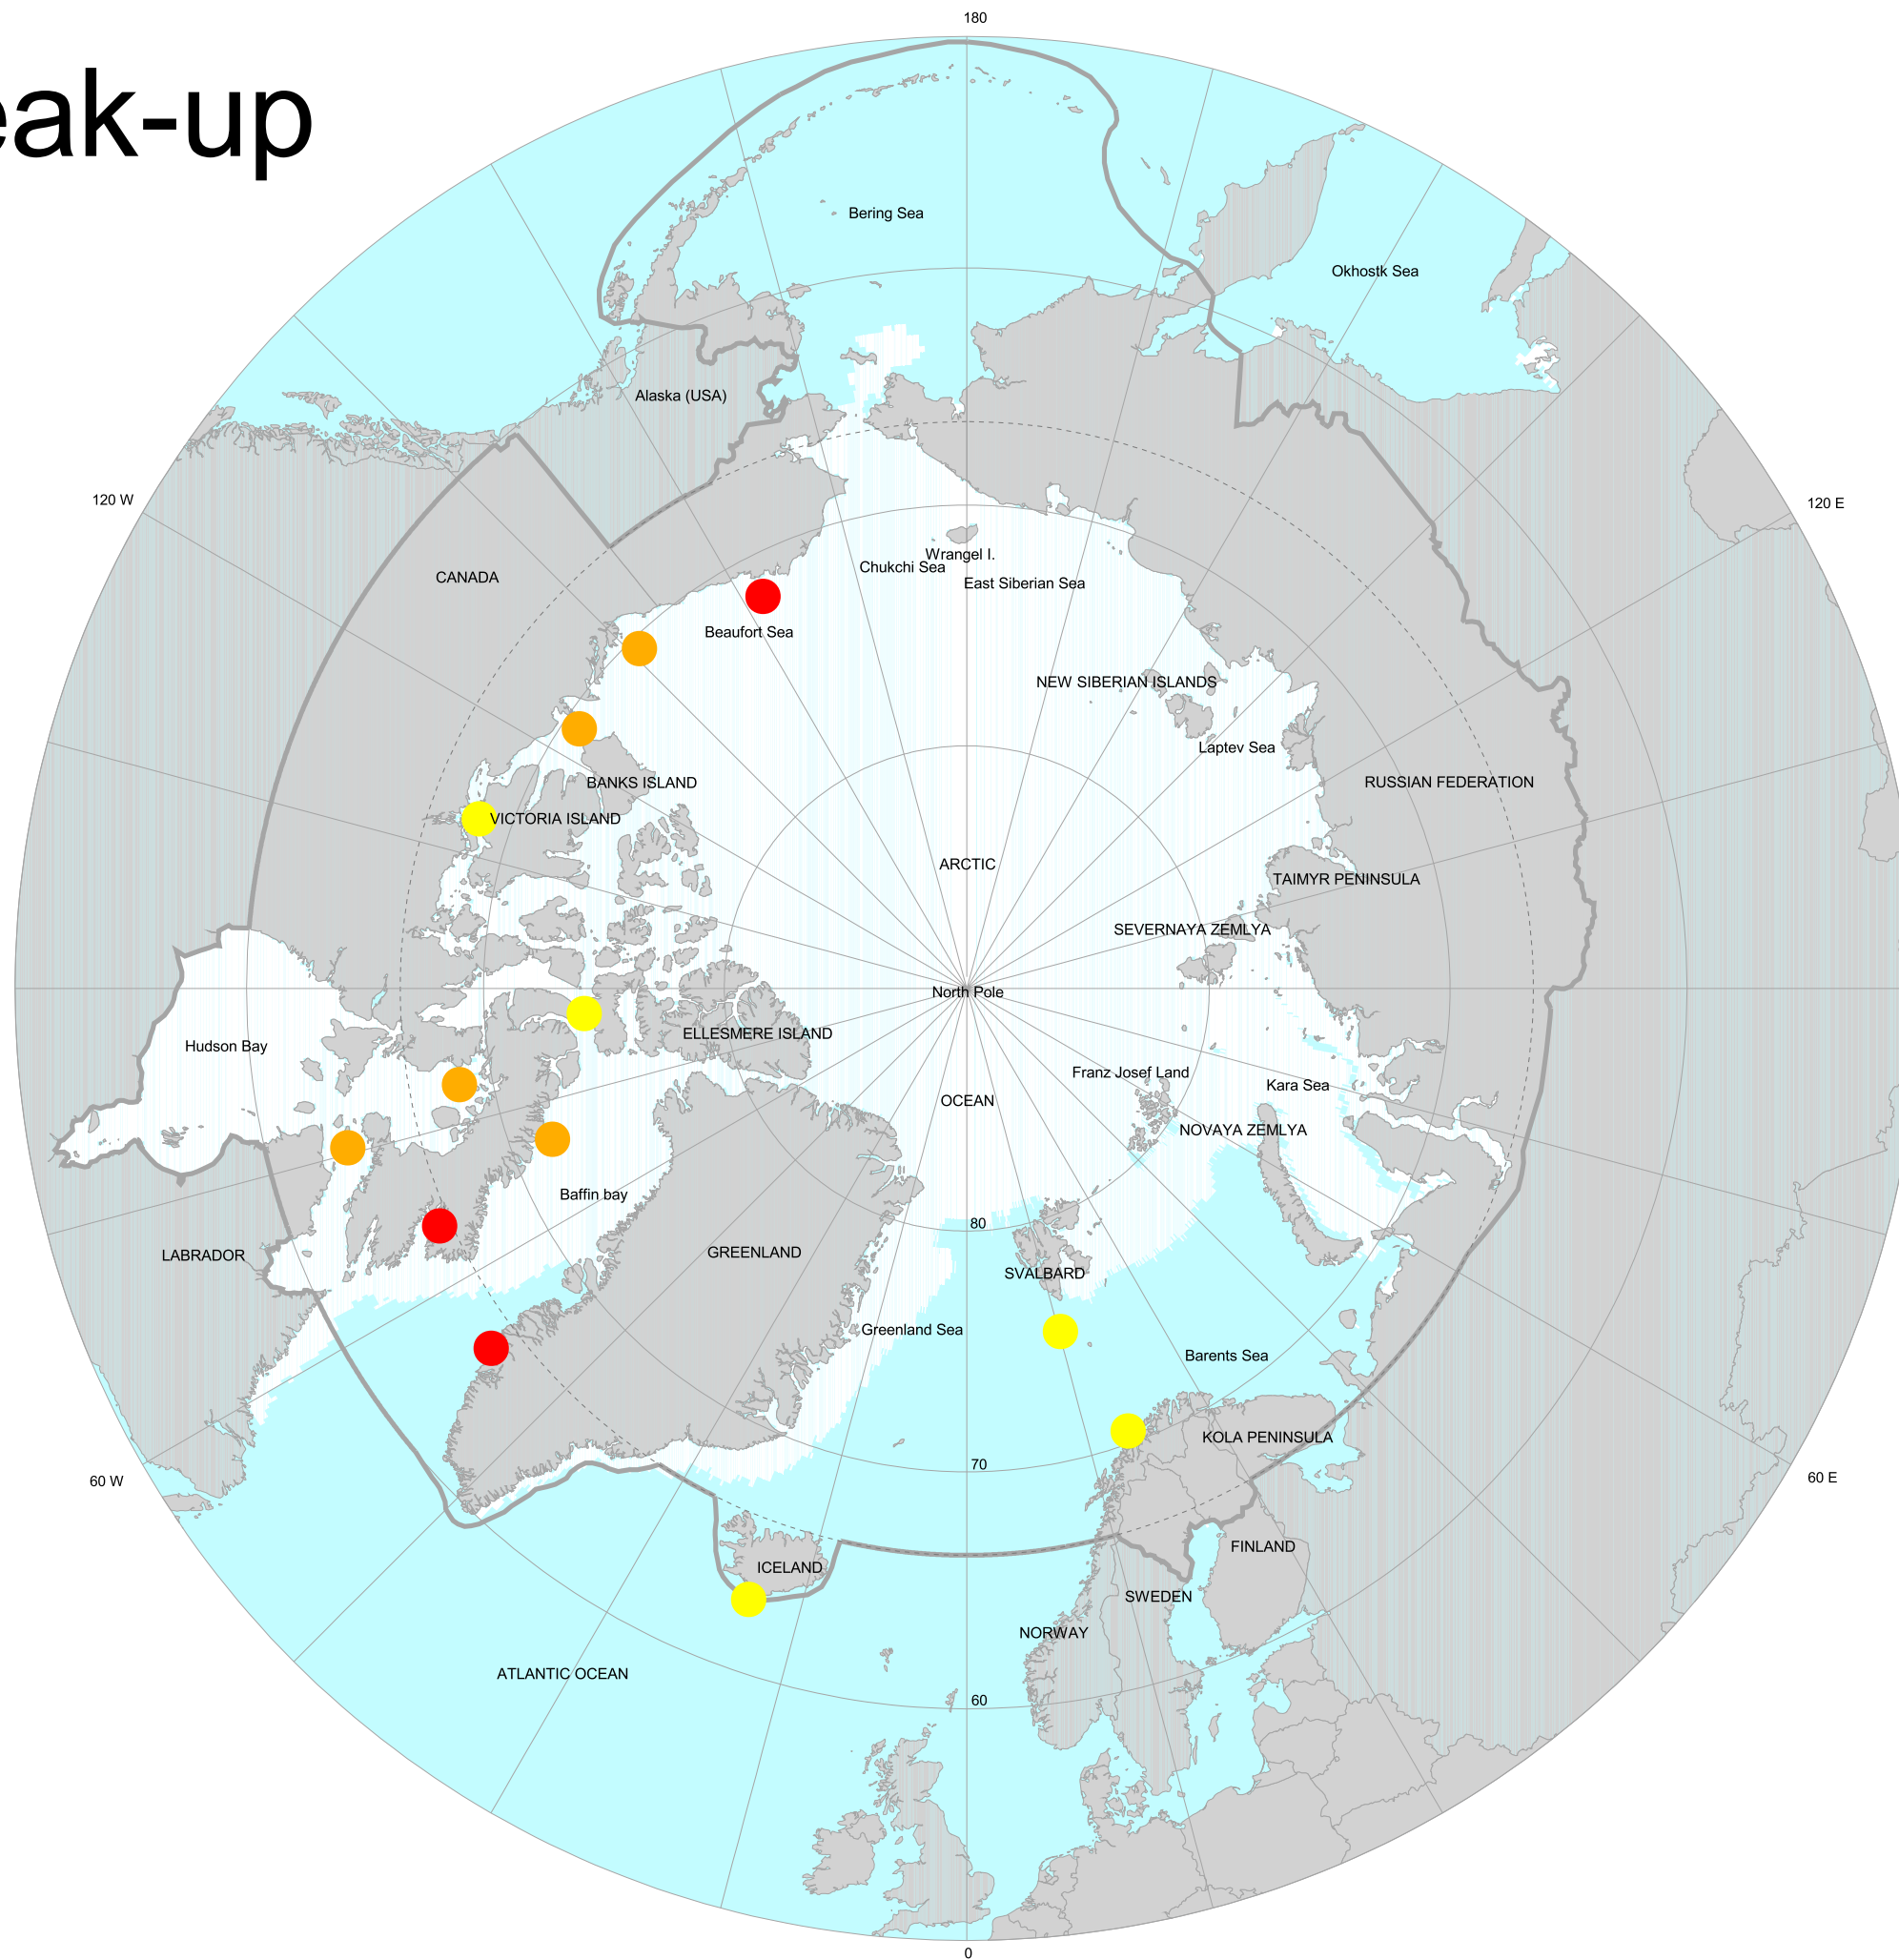 180
eak-up
Bering Sea
Okhostk Sea
Alaska (USA)
120 W
120 E
Wrangel I.
Chukchi Sea
CANADA
East Siberian Sea
Beaufort Sea
NEW SIBERIAN ISLANDS
Laptev Sea
BANKS ISLAND
RUSSIAN FEDERATION
VICTORIA ISLAND
ARCTIC
TAIMYR PENINSULA
SEVERNAYA ZEMLYA
North Pole
ELLESMERE ISLAND
Hudson Bay
Franz Josef Land
Kara Sea
OCEAN
NOVAYA ZEMLYA
Baffin bay
80
LABRADOR
GREENLAND
SVALBARD
Greenland Sea
Barents Sea
KOLA PENINSULA
70
60 W
60 E
FINLAND
ICELAND
SWEDEN
NORWAY
ATLANTIC OCEAN
60
0